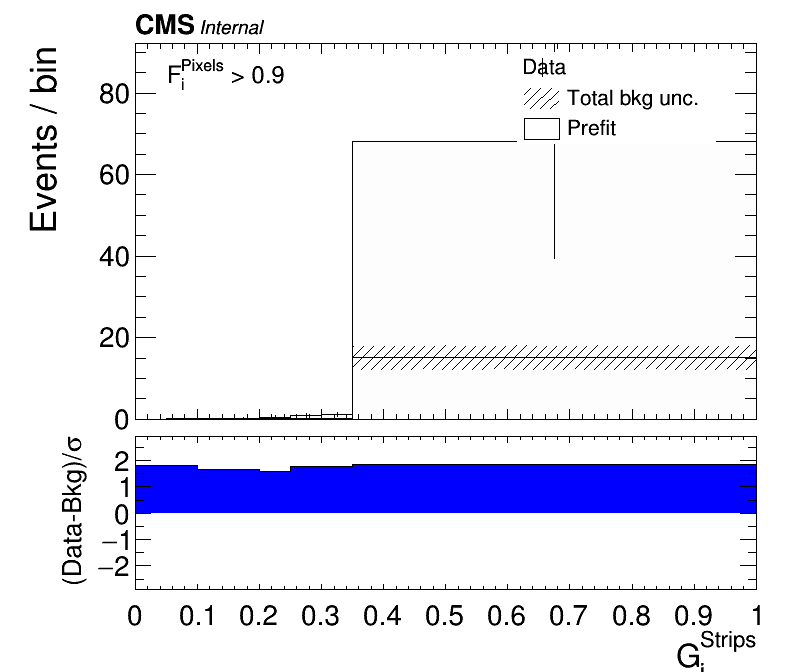 CMS Internal
F_i^Pixels > 0.9
Data
Total bkg unc.
Prefit
Events / bin
80
60
40
20
0
(Data-Bkg)/σ
2
1
0
−1
−2
0 0.1 0.2 0.3 0.4 0.5 0.6 0.7 0.8 0.9 1
G_i^Strips